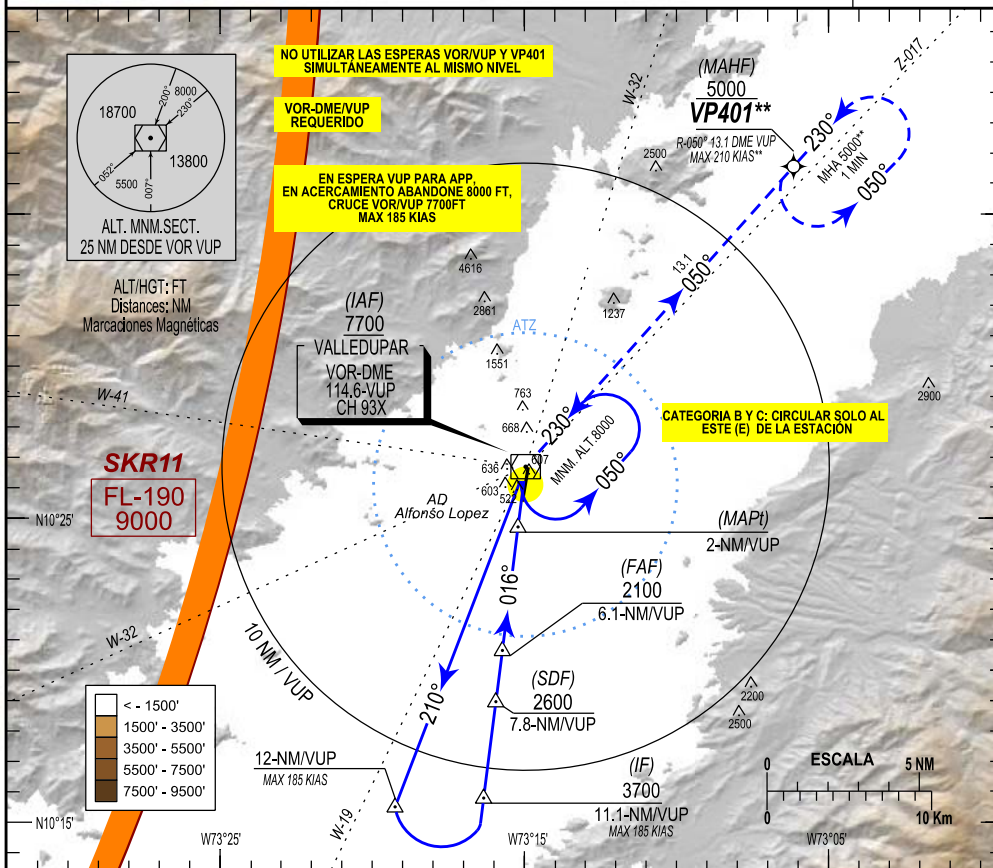 NO UTILIZAR LAS ESPERAS VOR/VUP Y VP401
SIMULTÁNEAMENTE AL MISMO NIVEL
VOR-DME/VUP
REQUERIDO
EN ESPERA VUP PARA APP,
EN ACERCAMIENTO ABANDONE 8000 FT,
CRUCE VOR/VUP 7700FT
MAX 185 KIAS
200°
8000
230°
18700
13800
052°
5500
007°
ALT. MNM.SECT.
25 NM DESDE VOR VUP
ALT/HGT: FT
Distances: NM
Marcaciones Magnéticas
W-32
Z-017
(MAHF)
5000
VP401**
R-050° 13.1 DME VUP
MAX 210 KIAS**
230°
MHA 5000**
1 MIN
050°
2500
13.1
050°
4616
2861
1237
1551
ATZ
763
668
2900
(IAF)
7700
VALLEDUPAR
VOR-DME
114.6-VUP
CH 93X
W-41
CATEGORIA B Y C: CIRCULAR SOLO AL
ESTE (E) DE LA ESTACIÓN
230°
MNM. ALT.8000
050°
607
636
603
522
SKR11
FL-190
9000
AD
Alfonso Lopez
N10°25'
(MAPt)
2-NM/VUP
(FAF)
2100
6.1-NM/VUP
016°
W-32
10 NM / VUP
210°
(SDF)
2600
7.8-NM/VUP
2200
2500
< - 1500'
1500' - 3500'
3500' - 5500'
5500' - 7500'
7500' - 9500'
12-NM/VUP
MAX 185 KIAS
(IF)
3700
11.1-NM/VUP
MAX 185 KIAS
ESCALA
0
5 NM
0
10 Km
W-19
N10°15'
W73°25'
W73°15'
W73°05'